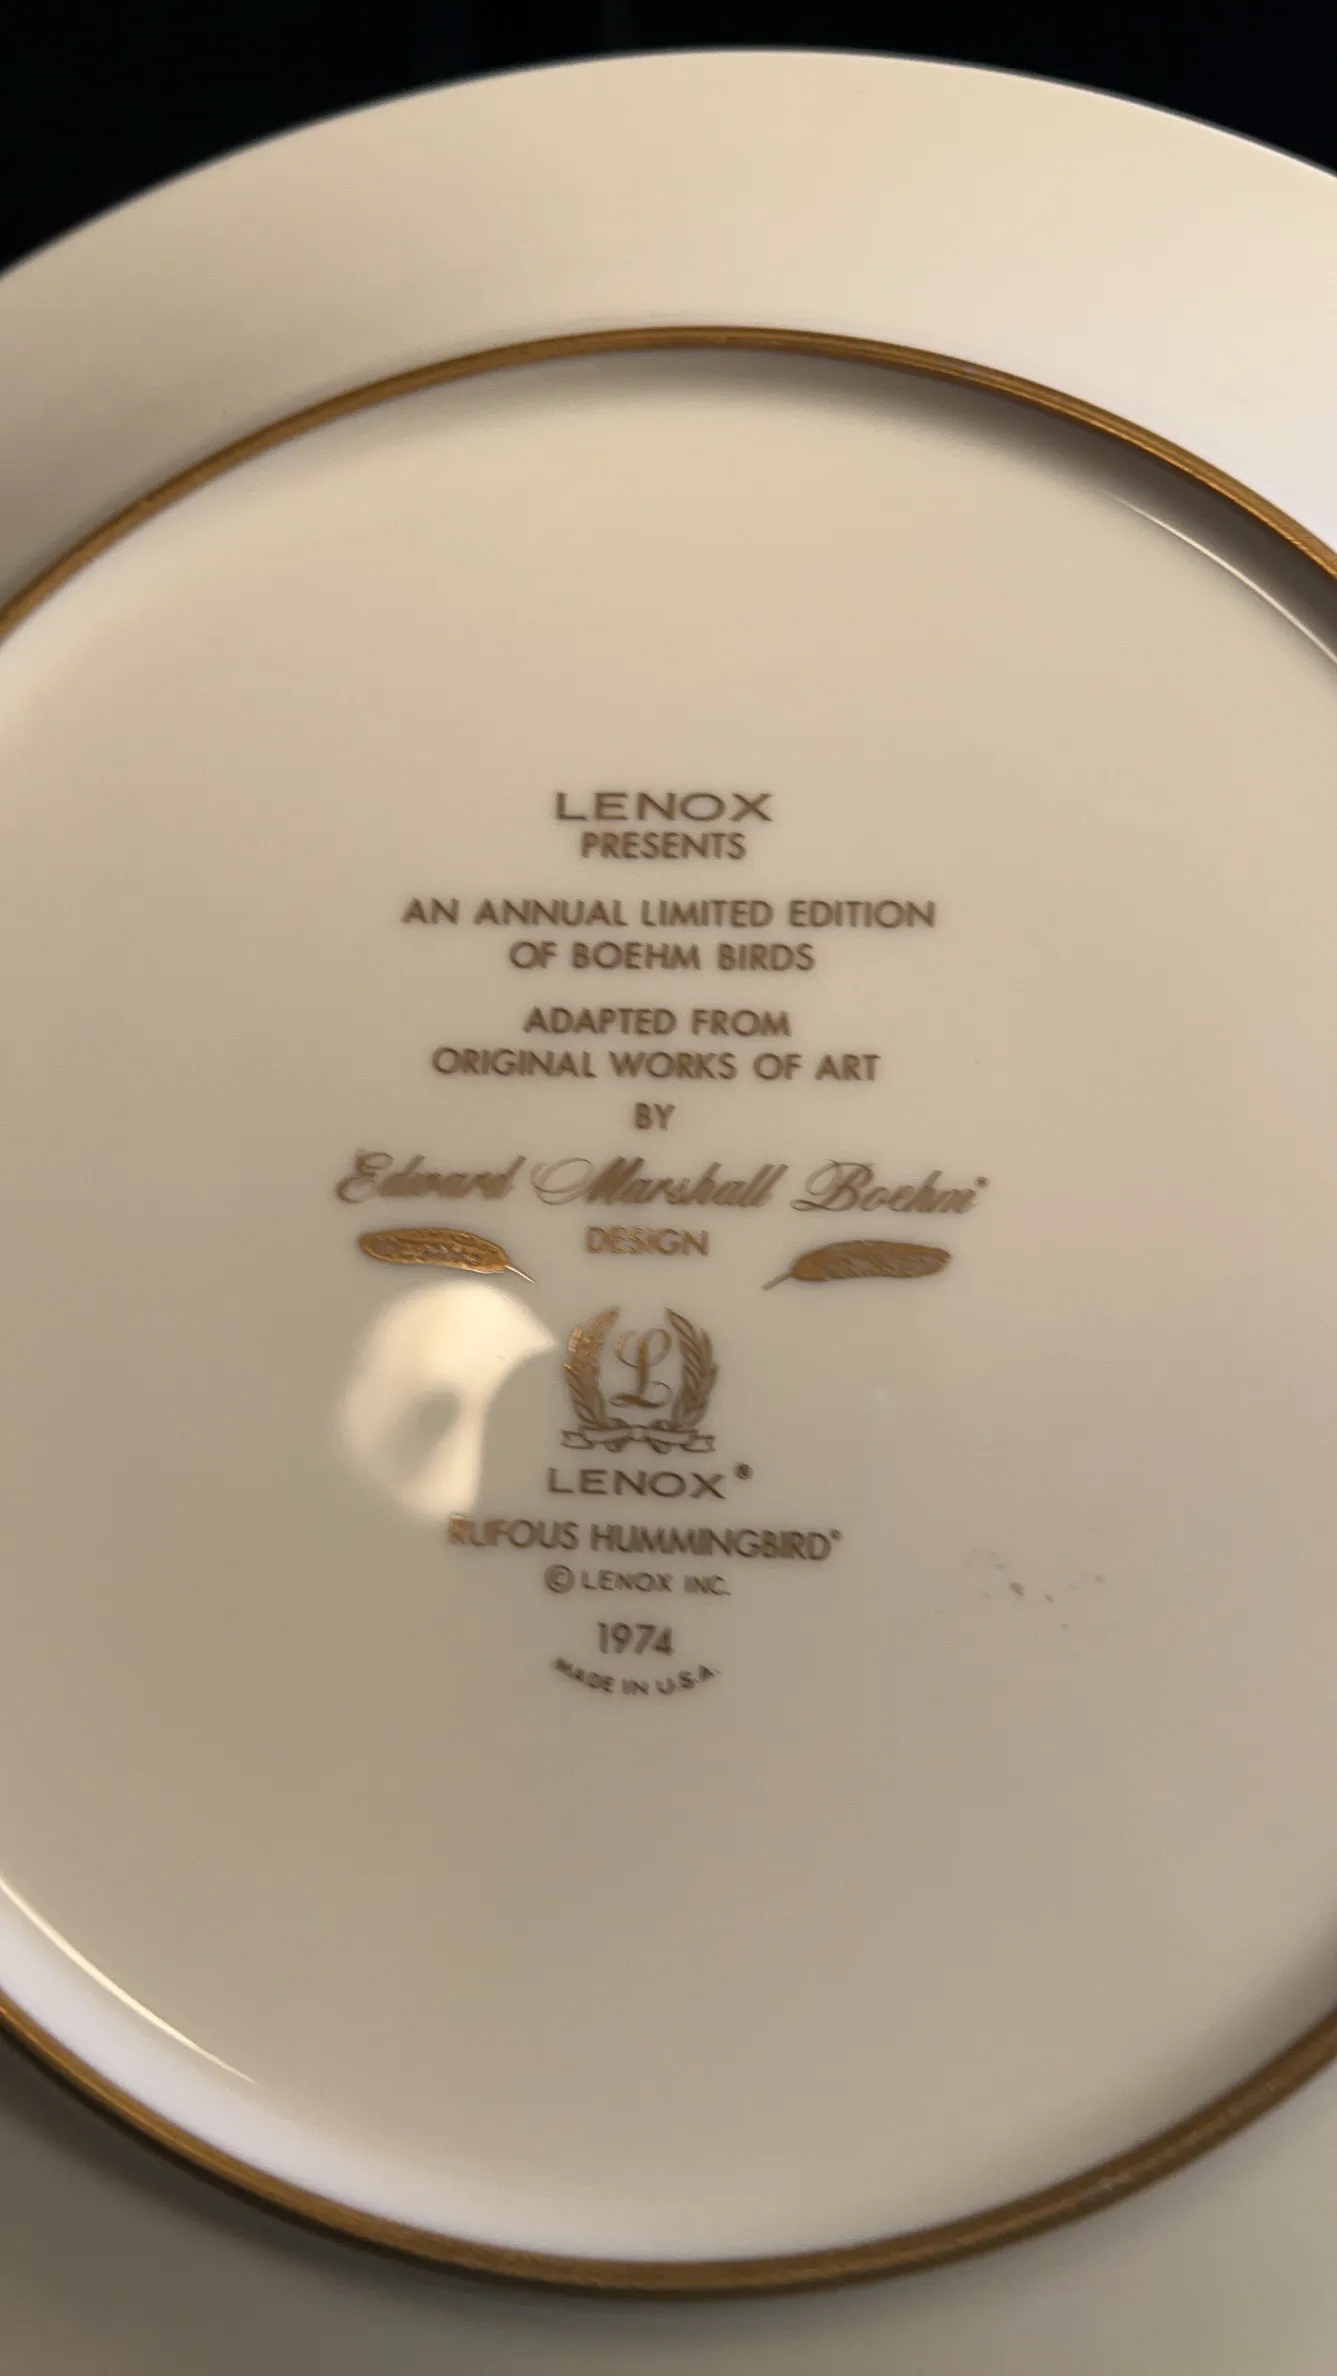 LENOX
PRESENTS
AN ANNUAL LIMITED EDITION
OF BOEHM BIRDS
ADAPTED FROM
ORIGINAL WORKS OF ART
BY
Edward Marshall Boehm®
DESIGN
L
LENOX®
RUFOUS HUMMINGBIRD®
© LENOX INC.
1974
MADE IN U.S.A.